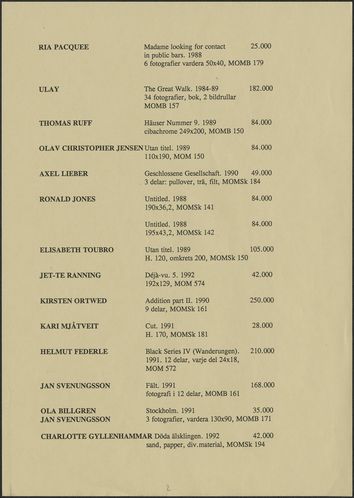 RIA PACQUEE Madame looking for contact 25.000
in public bars. 1988
6 fotografier vardera 50x40, MOMB 179
ULAY The Great Walk. 1984-89 182.000
34 fotografier, bok, 2 bildrullar
MOMB 157
THOMAS RUFF Häuser Nummer 9. 1989 84.000
cibachrome 249x200, MOMB 150
OLAV CHRISTOPHER JENSEN Utan titel. 1989 84.000
110x190, MOM 150
AXEL LIEBER Geschlossene Gesellschaft. 1990 49.000
3 delar: pullover, trä, filt, MOMSk 184
RONALD JONES Untitled. 1988 84.000
190x36,2, MOMSk 141
Untitled. 1988 84.000
195x43,2, MOMSk 142
ELISABETH TOUBRO Utan titel. 1989 105.000
H. 120, omkrets 200, MOMSk 150
JET-TE RANNING Déjà-vu. 5. 1992 42.000
192x129, MOM 574
KIRSTEN ORTWED Addition part II. 1990 250.000
9 delar, MOMSk 161
KARI MJÅTVEIT Cut. 1991 28.000
H. 170, MOMSk 181
HELMUT FEDERLE Black Series IV (Wanderungen). 210.000
1991. 12 delar, varje del 24x18,
MOM 572
JAN SVENUNGSSON Fält. 1991 168.000
fotografi i 12 delar, MOMB 161
OLA BILLGREN Stockholm. 1991 35.000
JAN SVENUNGSSON 3 fotografier, vardera 130x90, MOMB 171
CHARLOTTE GYLLENHAMMAR Döda älsklingen. 1992 42.000
sand, papper, div.material, MOMSk 194
2